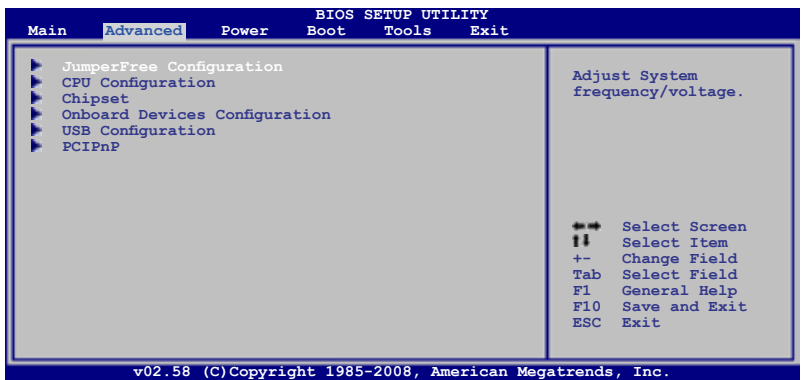 BIOS SETUP UTILITY
Main Advanced Power Boot Tools Exit
JumperFree Configuration
CPU Configuration
Chipset
Onboard Devices Configuration
USB Configuration
PCIPnP
Adjust System
frequency/voltage.
Select Screen
Select Item
+- Change Field
Tab Select Field
F1 General Help
F10 Save and Exit
ESC Exit
v02.58 (C)Copyright 1985-2008, American Megatrends, Inc.